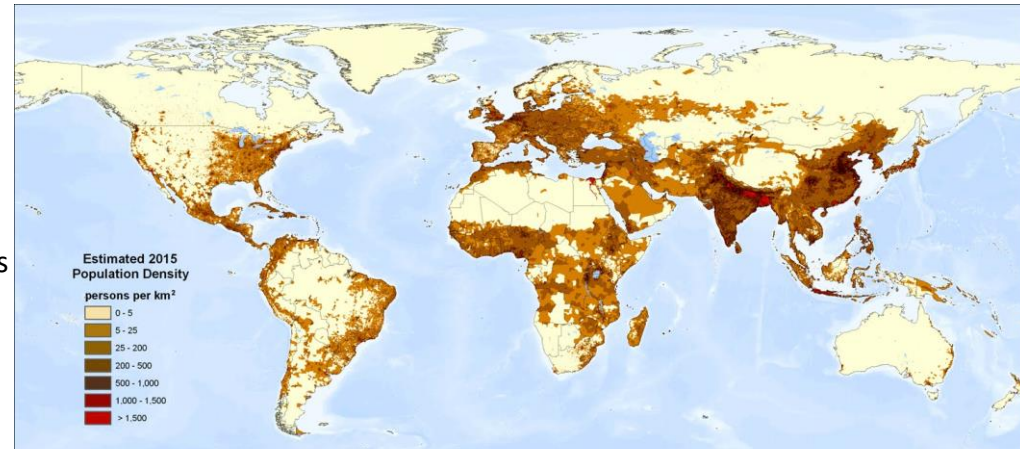 s
Estimated 2015
Population Density
persons per km²
0 - 5
5 - 25
25 - 200
200 - 500
500 - 1,000
1,000 - 1,500
> 1,500